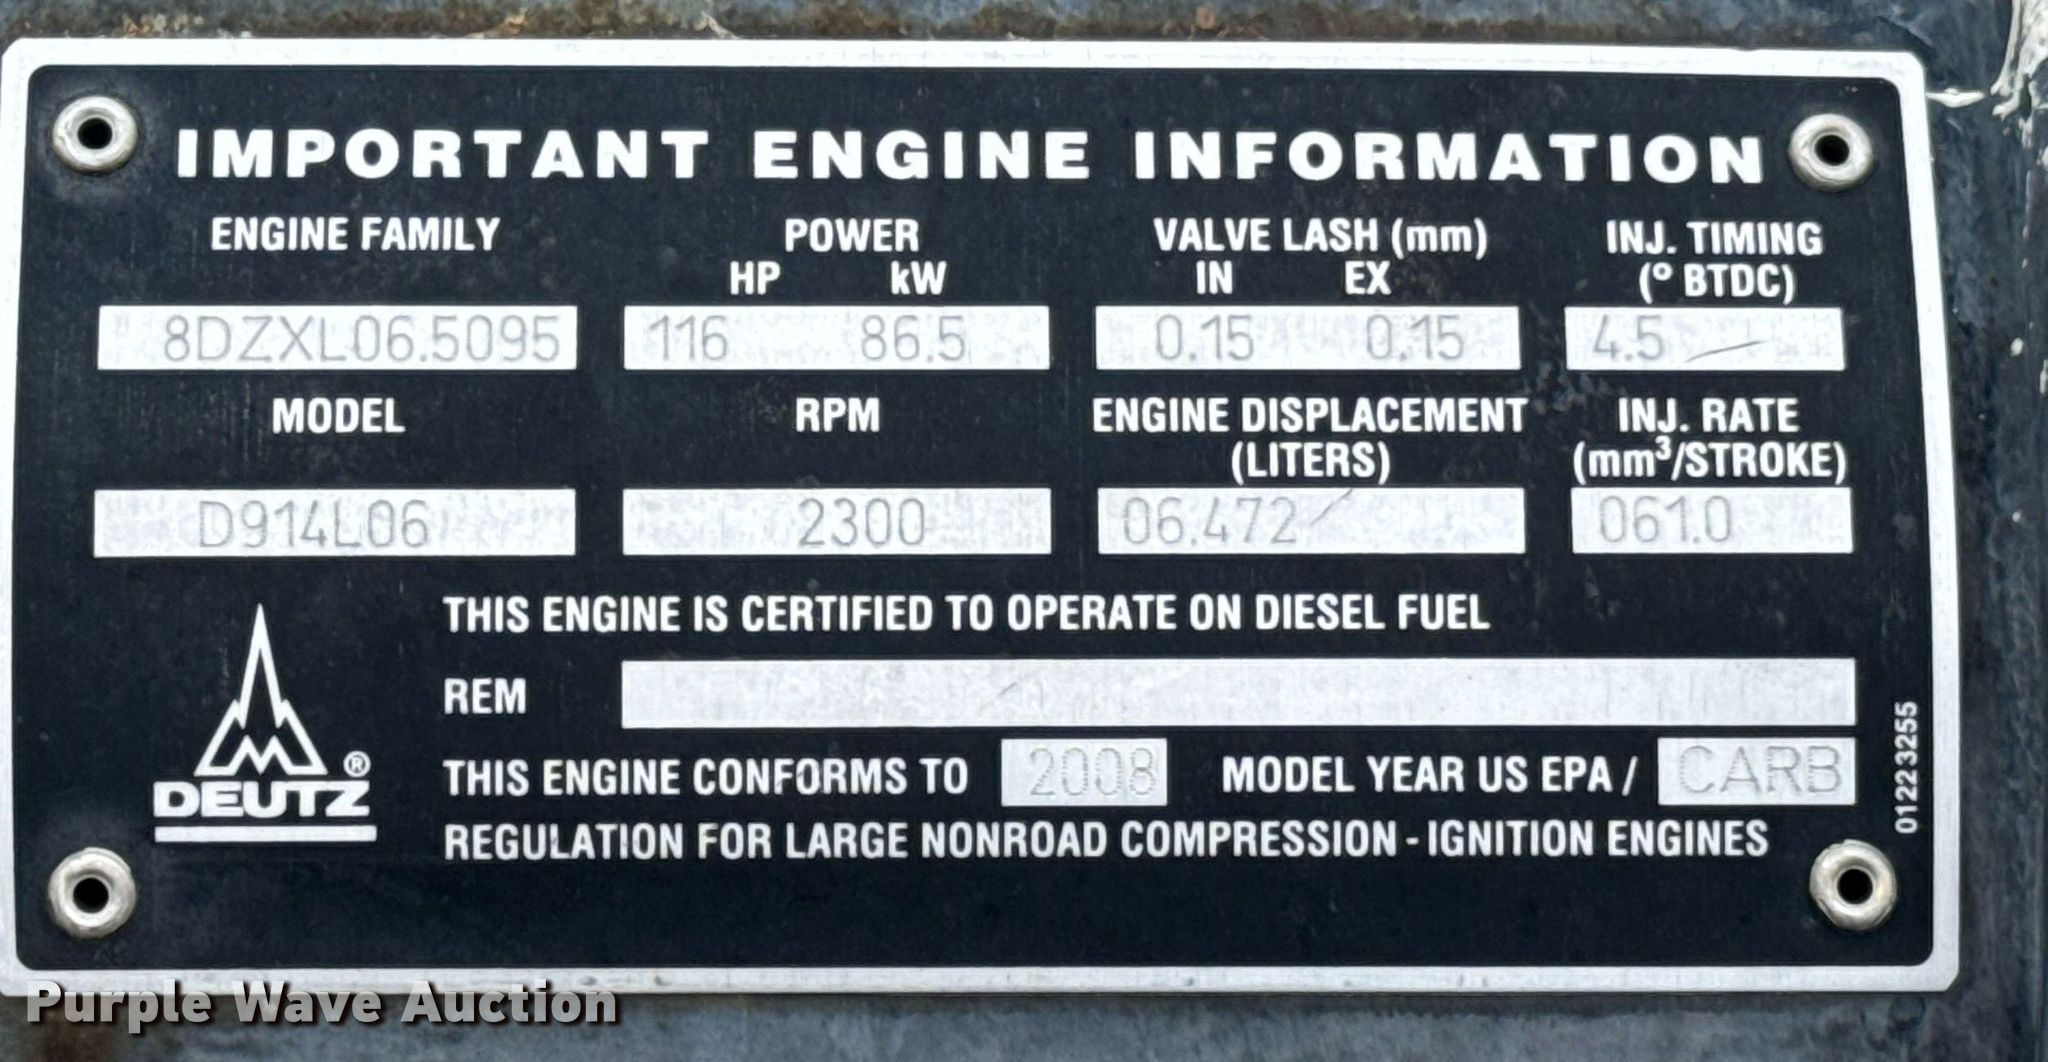 IMPORTANT ENGINE INFORMATION
ENGINE FAMILY POWER VALVE LASH (mm) INJ. TIMING
HP kW IN EX (° BTDC)
8DZXL06.5095 116 86.5 0.15 0.15 4.5
MODEL RPM ENGINE DISPLACEMENT INJ. RATE
(LITERS) (mm³/STROKE)
D914L06 2300 06.472 061.0
THIS ENGINE IS CERTIFIED TO OPERATE ON DIESEL FUEL
REM
THIS ENGINE CONFORMS TO 2008 MODEL YEAR US EPA / CARB
REGULATION FOR LARGE NONROAD COMPRESSION - IGNITION ENGINES
DEUTZ ®
01223255
Purple Wave Auction